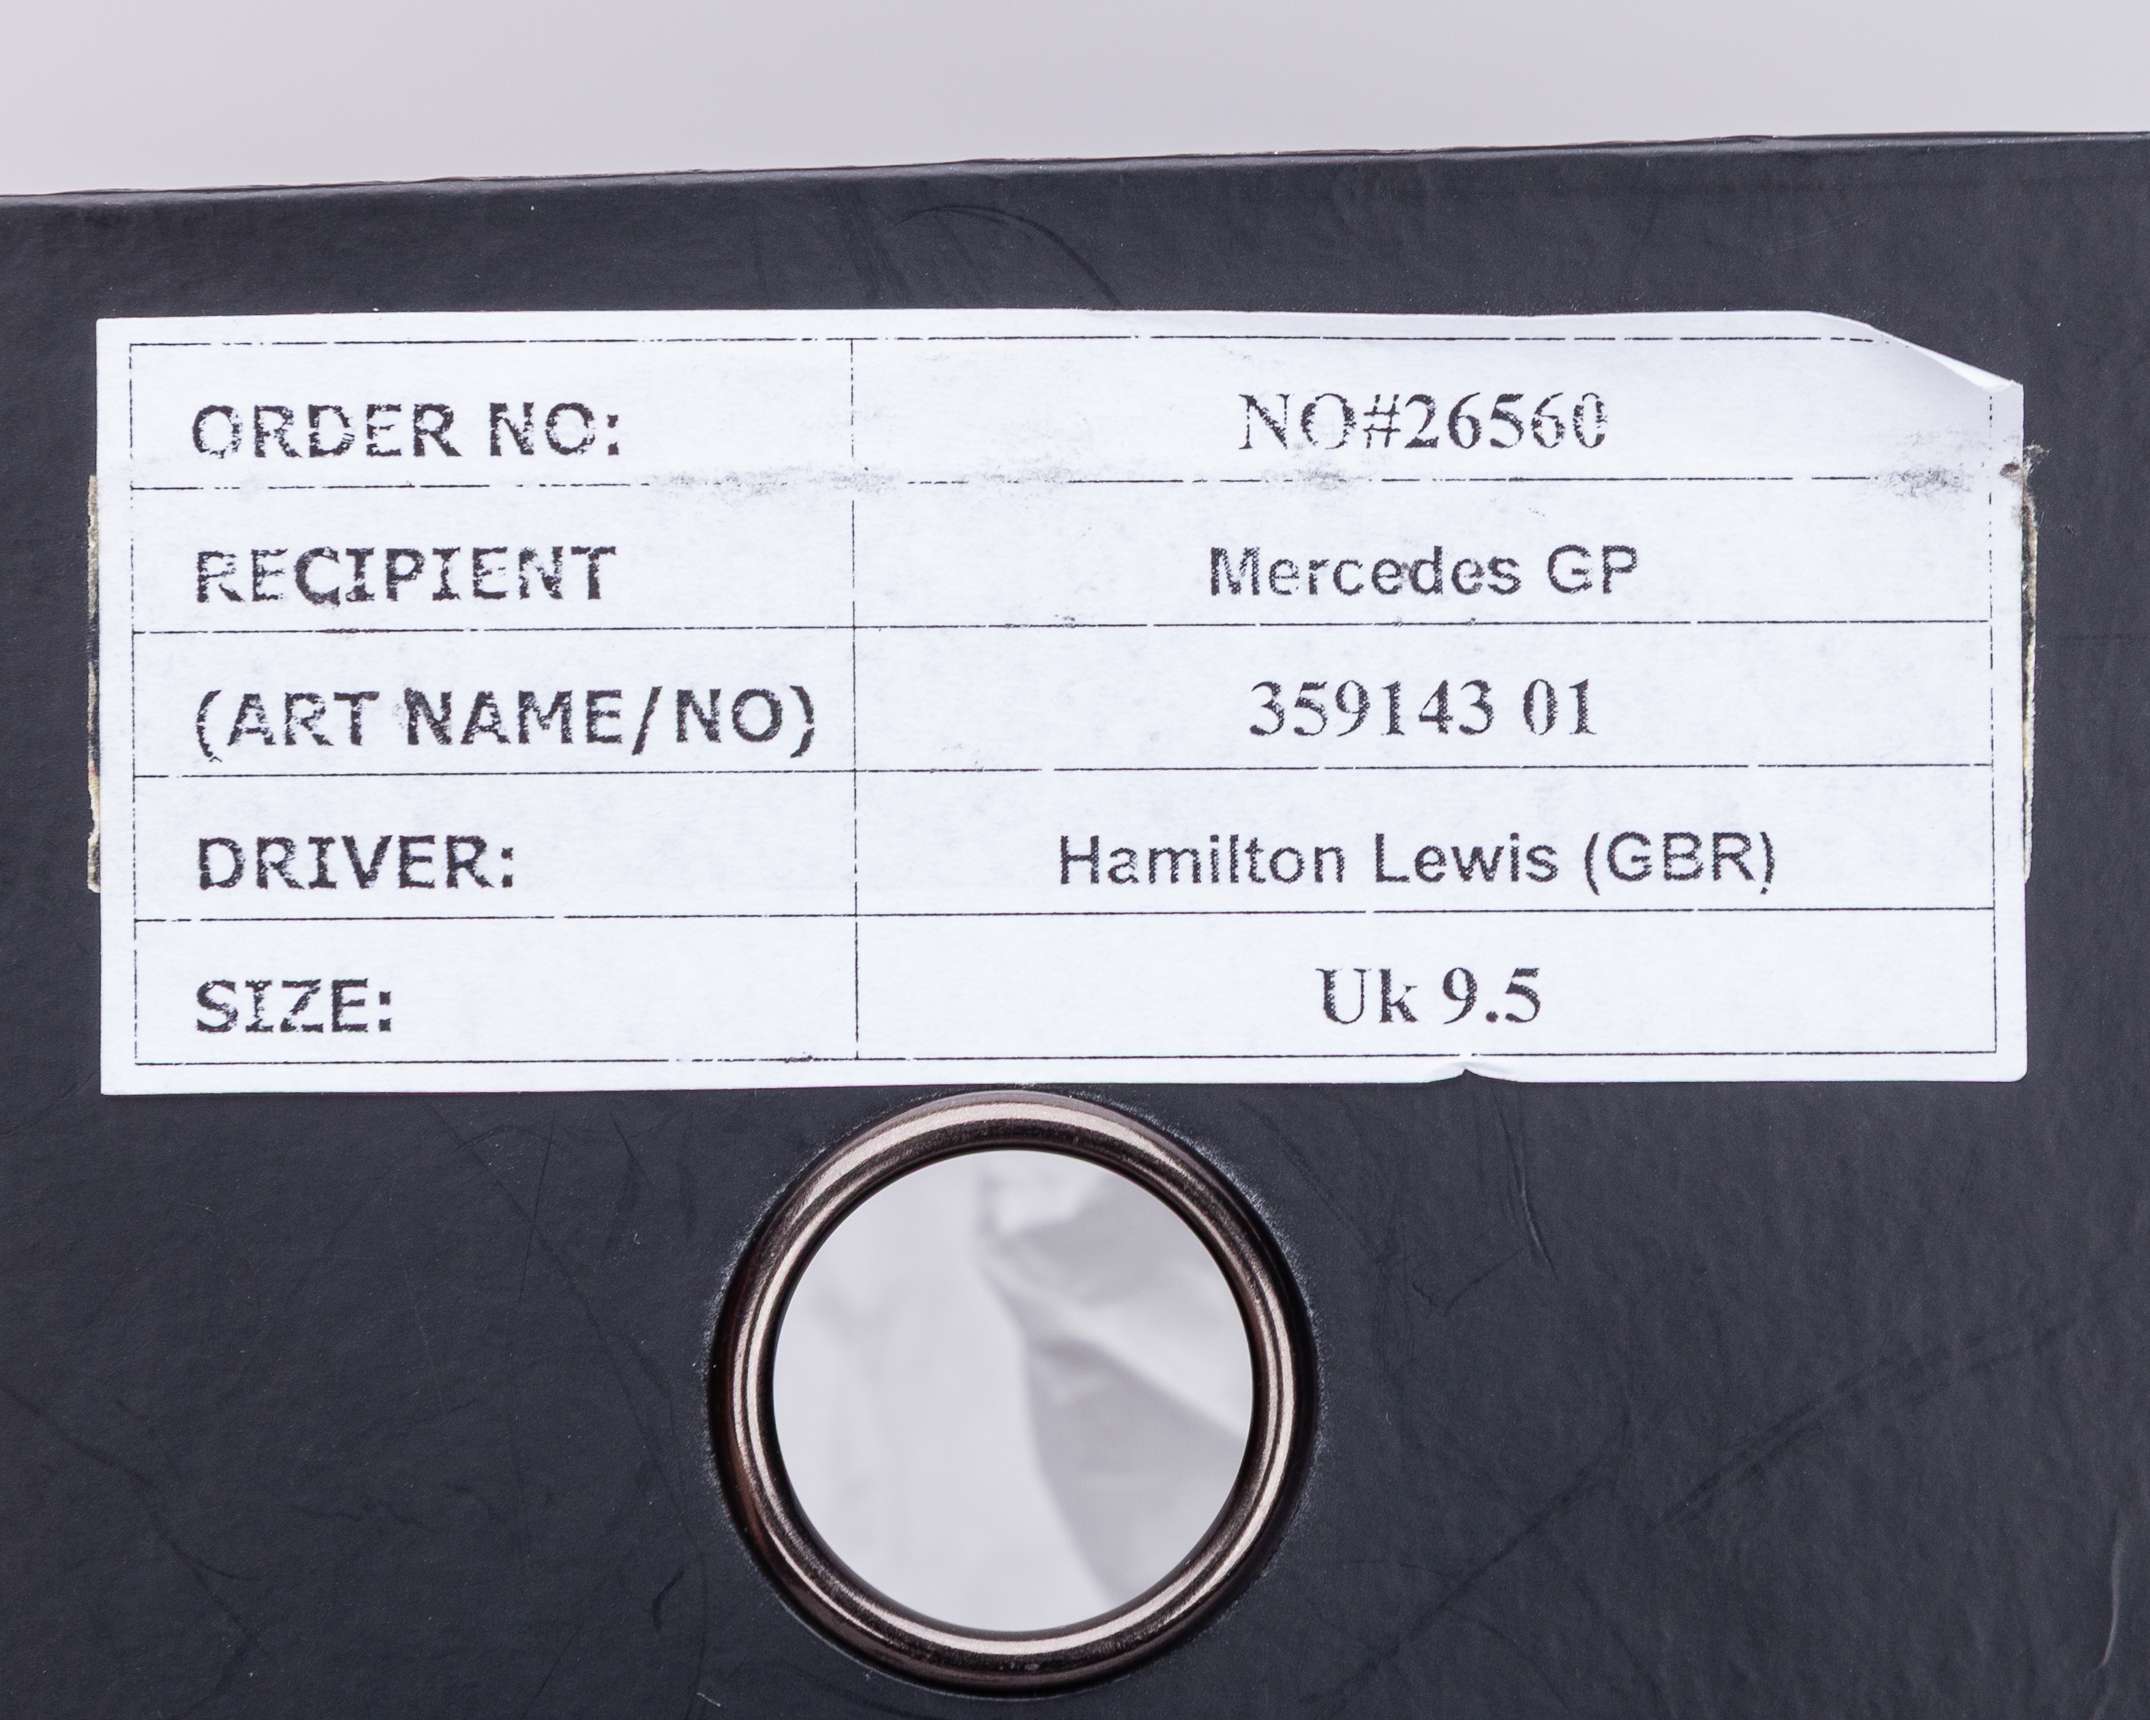 ORDER NO: NO#26560
RECIPIENT Mercedes GP
(ART NAME/NO) 359143 01
DRIVER: Hamilton Lewis (GBR)
SIZE: Uk 9.5